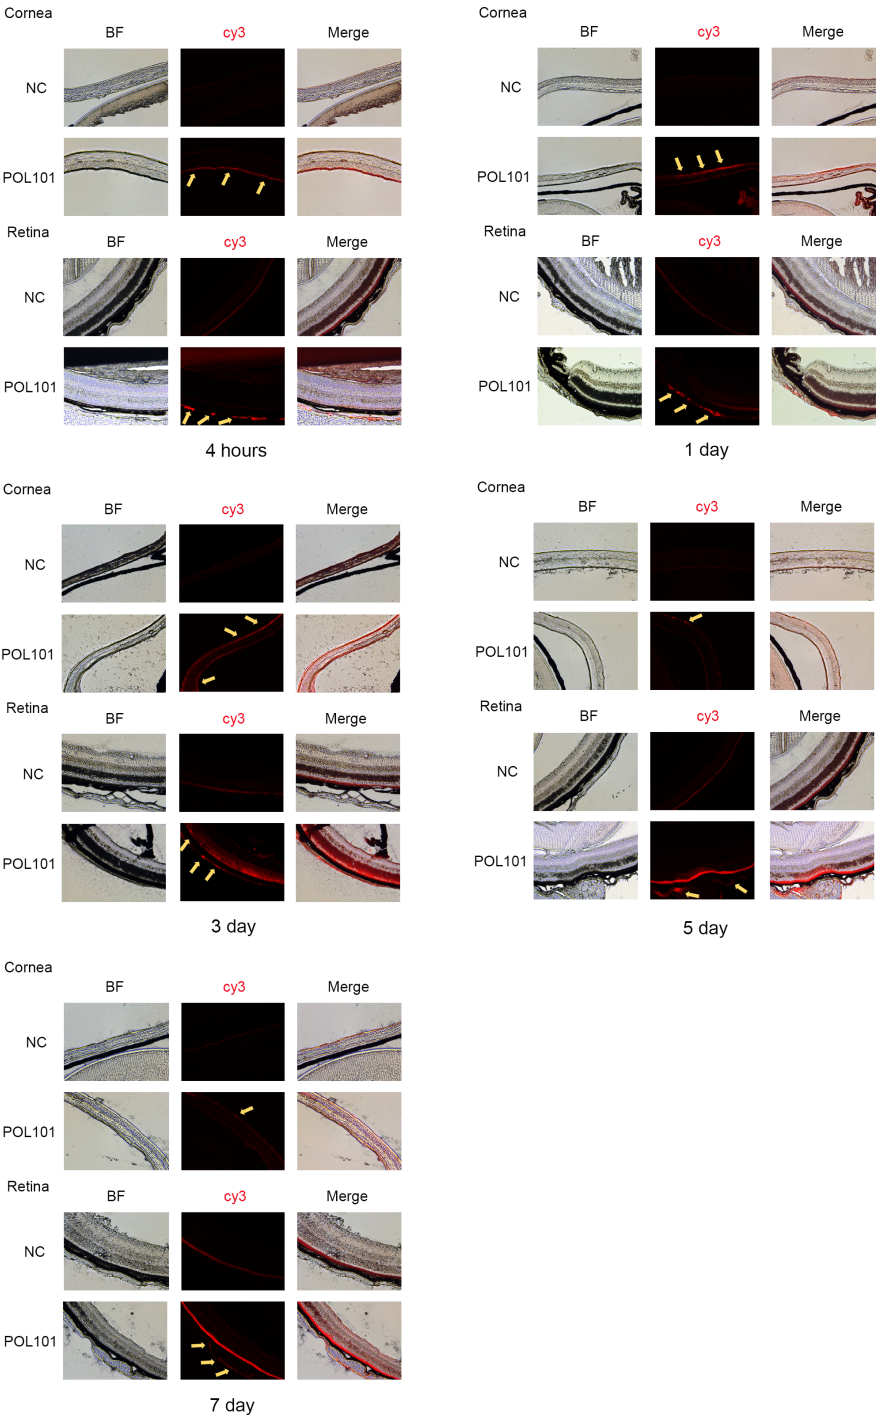 Cornea
BF cy3 Merge
NC
POL101
Retina
BF cy3 Merge
NC
POL101
4 hours
Cornea
BF cy3 Merge
NC
POL101
Retina
BF cy3 Merge
NC
POL101
1 day
Cornea
BF cy3 Merge
NC
POL101
Retina
BF cy3 Merge
NC
POL101
3 day
Cornea
BF cy3 Merge
NC
POL101
Retina
BF cy3 Merge
NC
POL101
5 day
Cornea
BF cy3 Merge
NC
POL101
Retina
BF cy3 Merge
NC
POL101
7 day